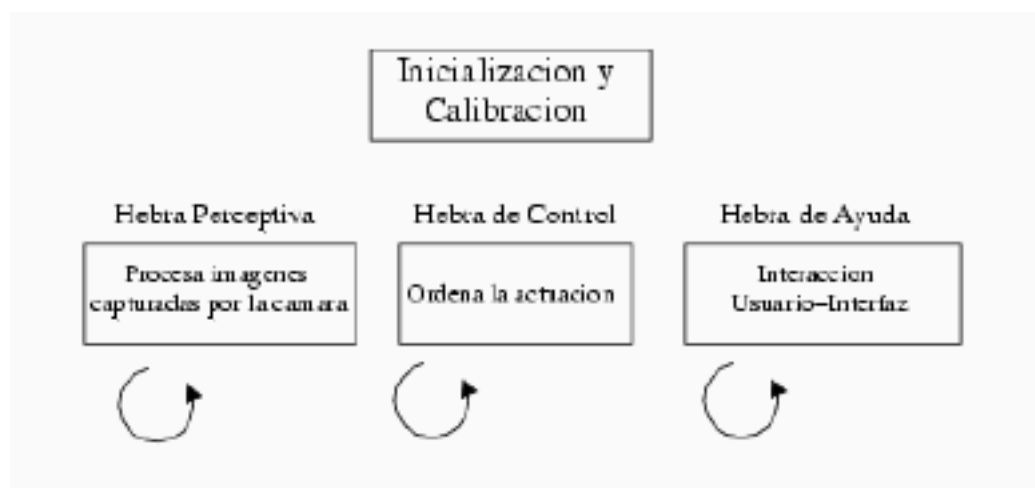 Inicializacion y
Calibracion
Hebra Perceptiva
Hebra de Control
Hebra de Ayuda
Procesa imagenes
capturadas por la camara
Ordena la actuacion
Interaccion
Usuario–Interfaz